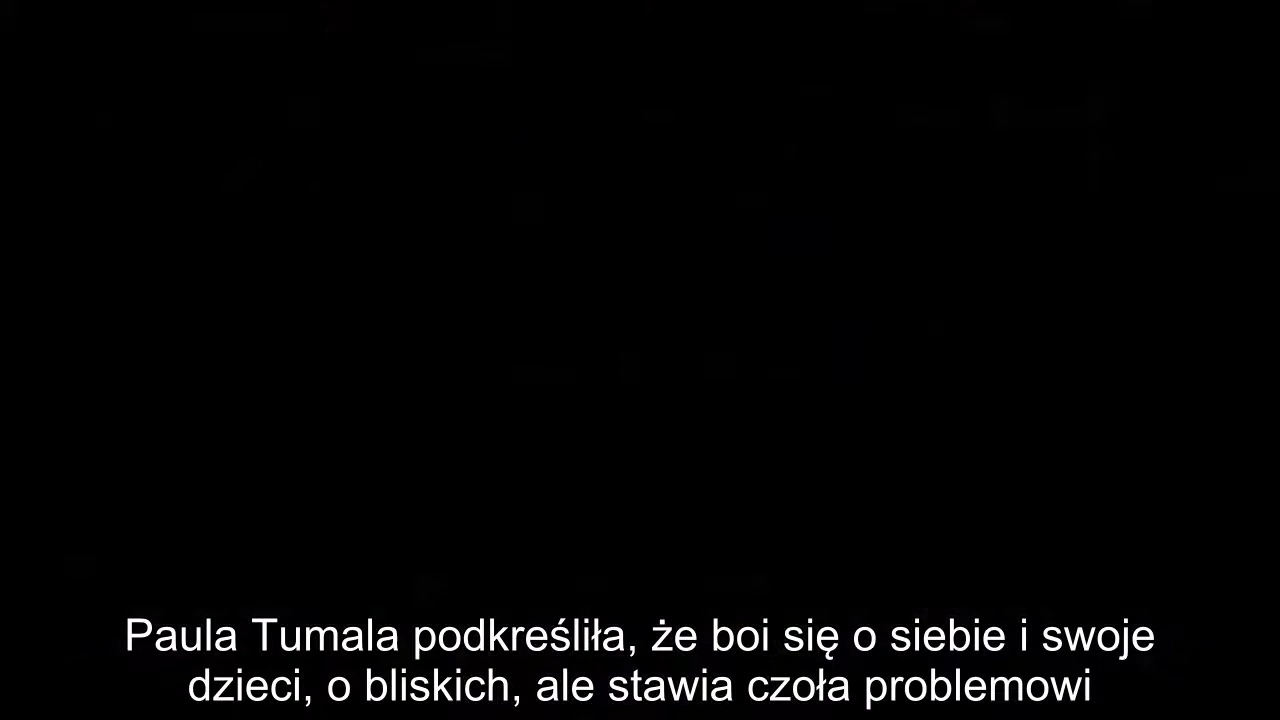 Paula Tumala podkreśliła, że boi się o siebie i swoje
dzieci, o bliskich, ale stawia czoła problemowi